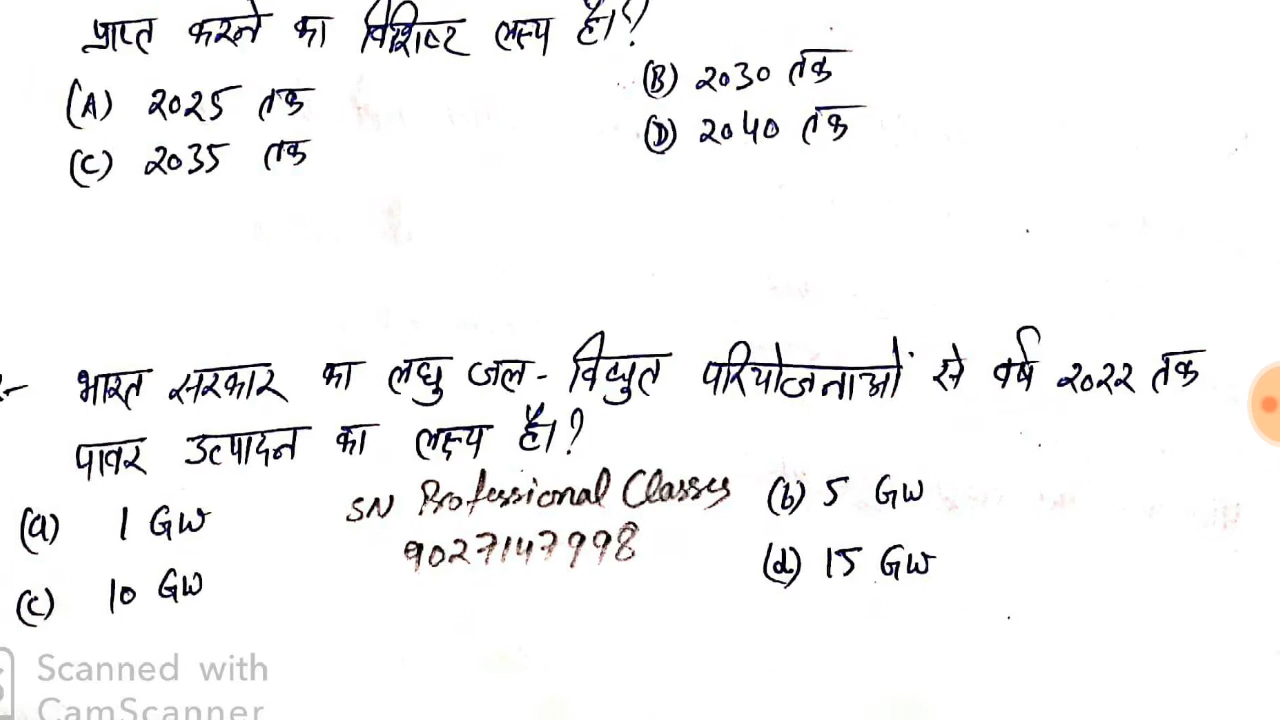 प्राप्त करने का विशिष्ट लक्ष्य है।?
(A) 2025 तक
(B) 2030 तक
(C) 2035 तक
(D) 2040 तक
भारत सरकार का लघु जल-विद्युत परियोजनाओं से वर्ष 2022 तक
पावर उत्पादन का लक्ष्य है।?
(a) 1 GW
SN Professional Classes
(b) 5 GW
9027147998
(c) 10 GW
(d) 15 GW
Scanned with
CamScanner